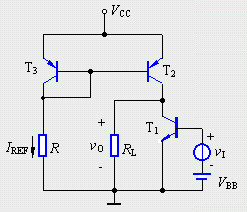 VCC
T3
T2
T1
IREF
R
+
vO
-
RL
+
vI
-
VBB